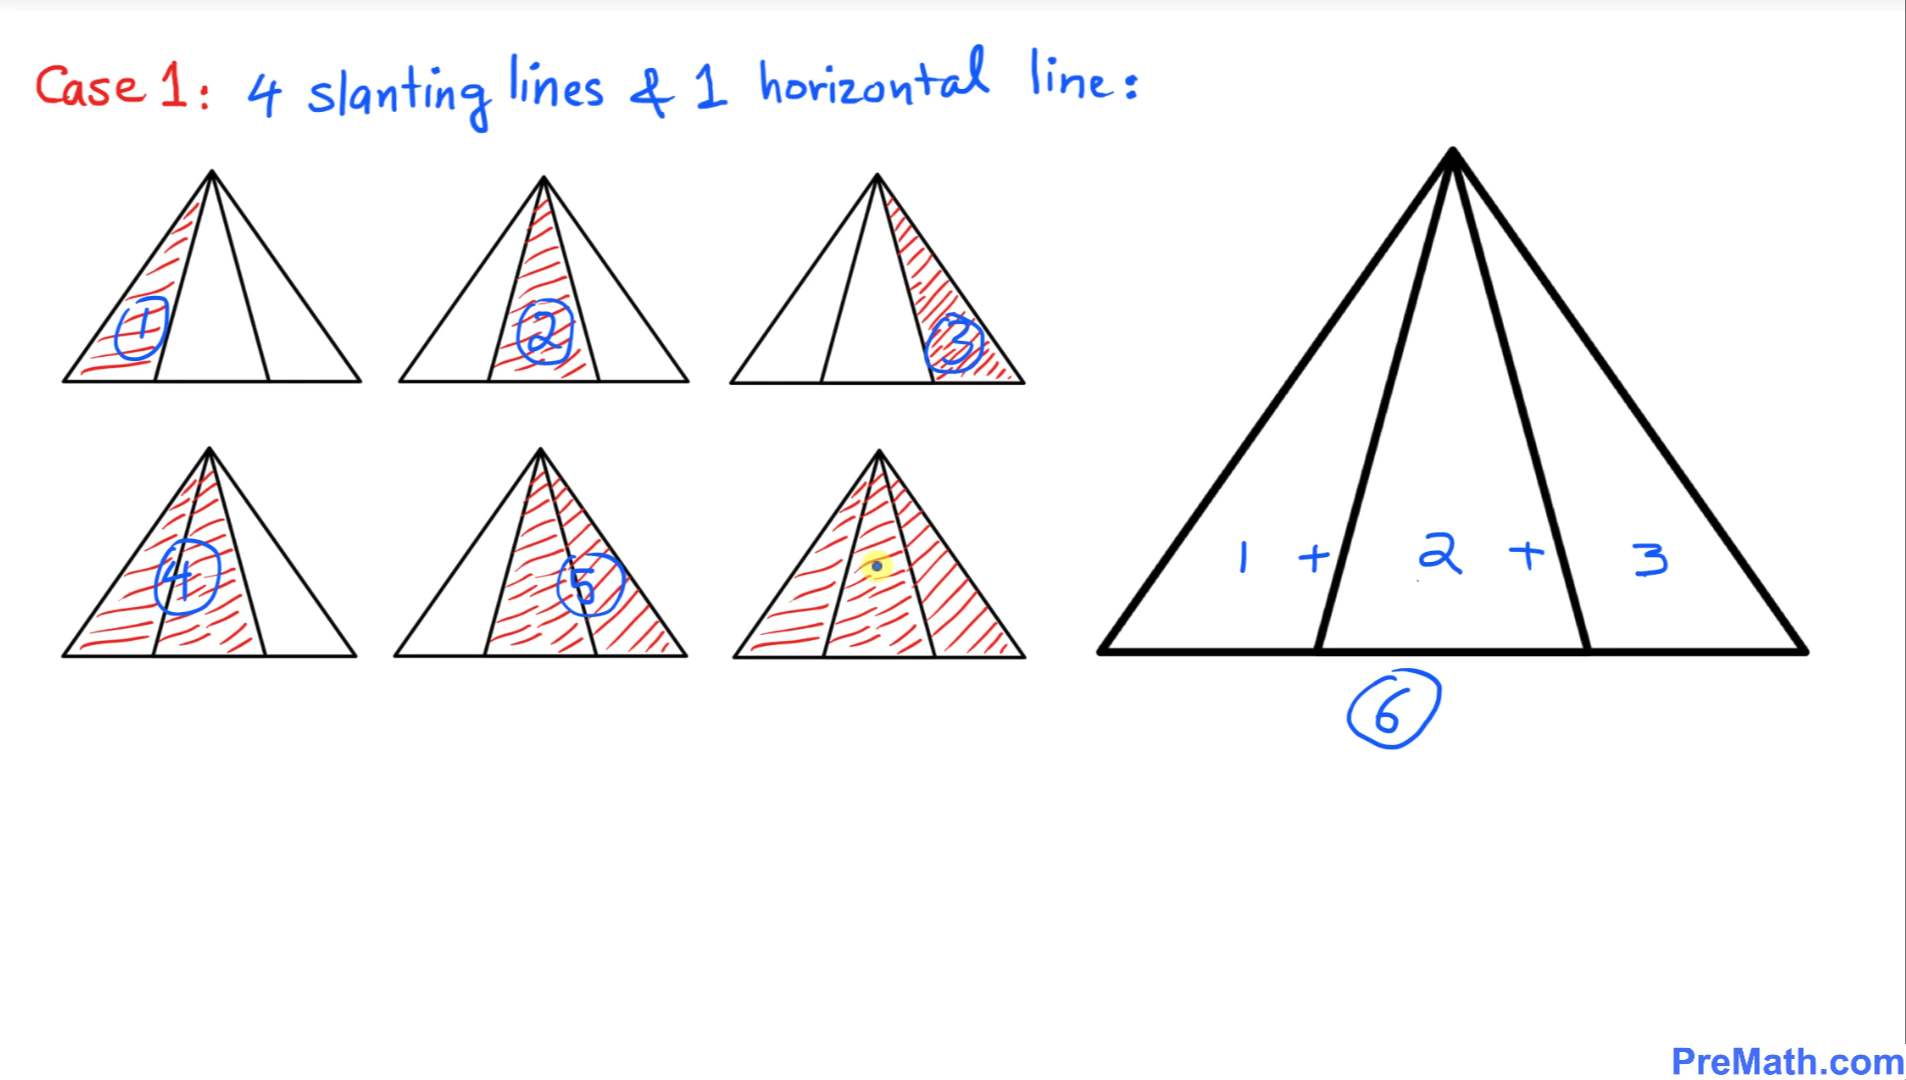 Case 1: 4 slanting lines & 1 horizontal line:
1 2 3
4 5
1 + 2 + 3
6
PreMath.com